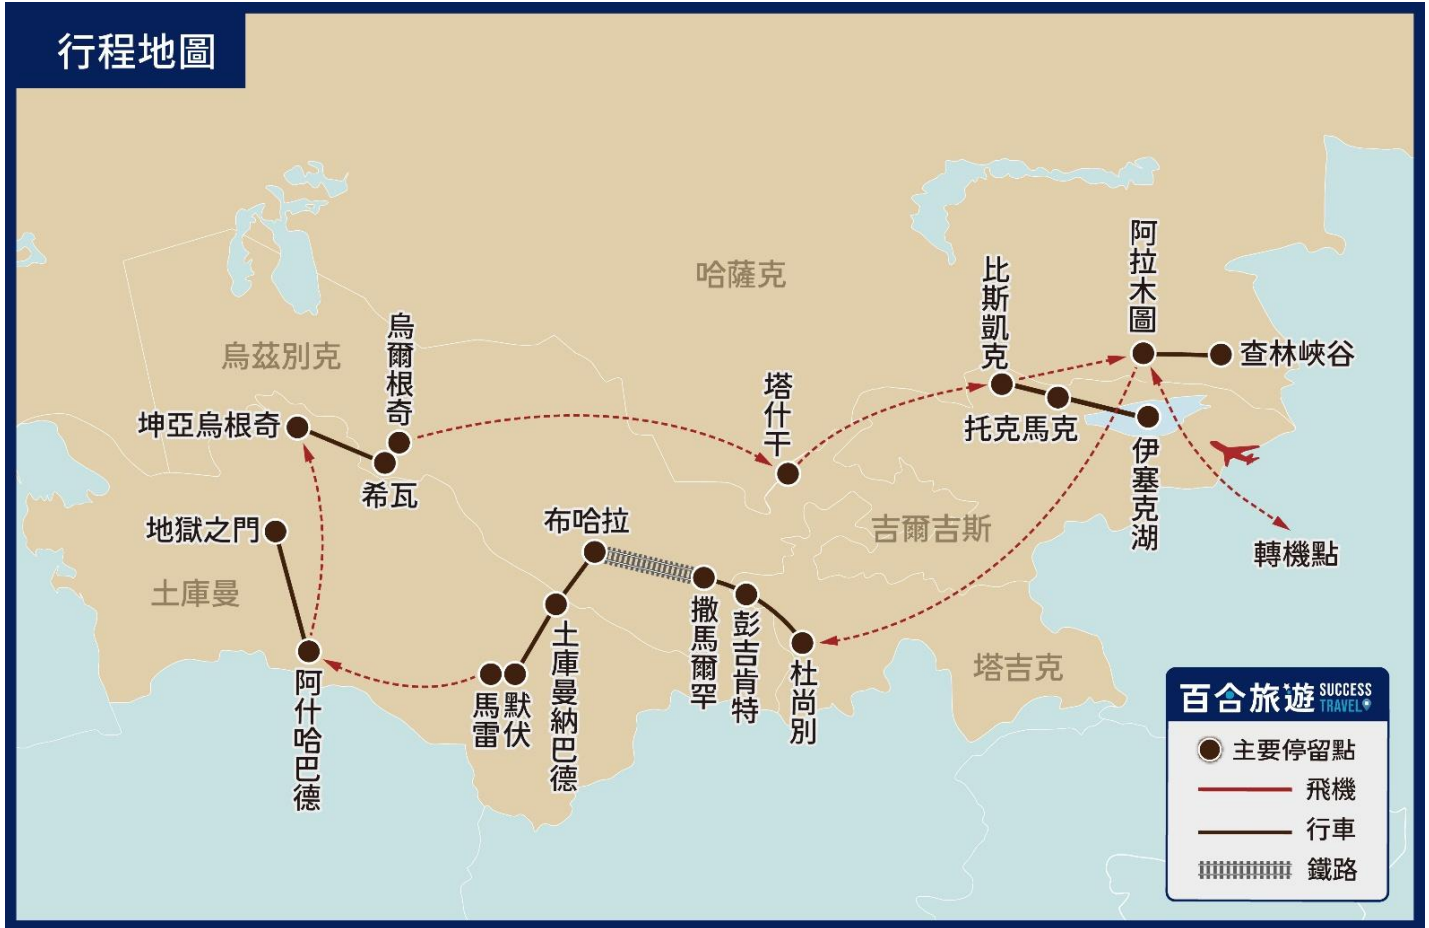 行程地圖
哈薩克
阿拉木圖
比斯凱克
查林峽谷
烏爾根奇
烏茲別克
塔什干
坤亞烏根奇
托克馬克
伊塞克湖
希瓦
布哈拉
地獄之門
吉爾吉斯
轉機點
土庫曼
撒馬爾罕
彭吉肯特
土庫曼納巴德
杜尚別
塔吉克
阿什哈巴德
馬雷
默伏
百合旅遊 SUCCESS TRAVEL
主要停留點
飛機
行車
鐵路